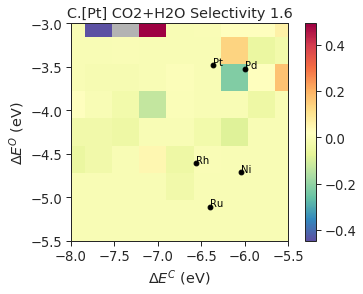 C.[Pt] CO2+H2O Selectivity 1.6
ΔE^O (eV)
−3.0
−3.5
−4.0
−4.5
−5.0
−5.5
Pt
Pd
Rh
Ni
Ru
−8.0 −7.5 −7.0 −6.5 −6.0 −5.5
ΔE^C (eV)
0.4
0.2
0.0
−0.2
−0.4